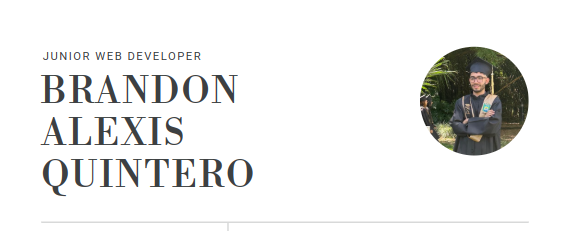 JUNIOR WEB DEVELOPER
BRANDON
ALEXIS
QUINTERO